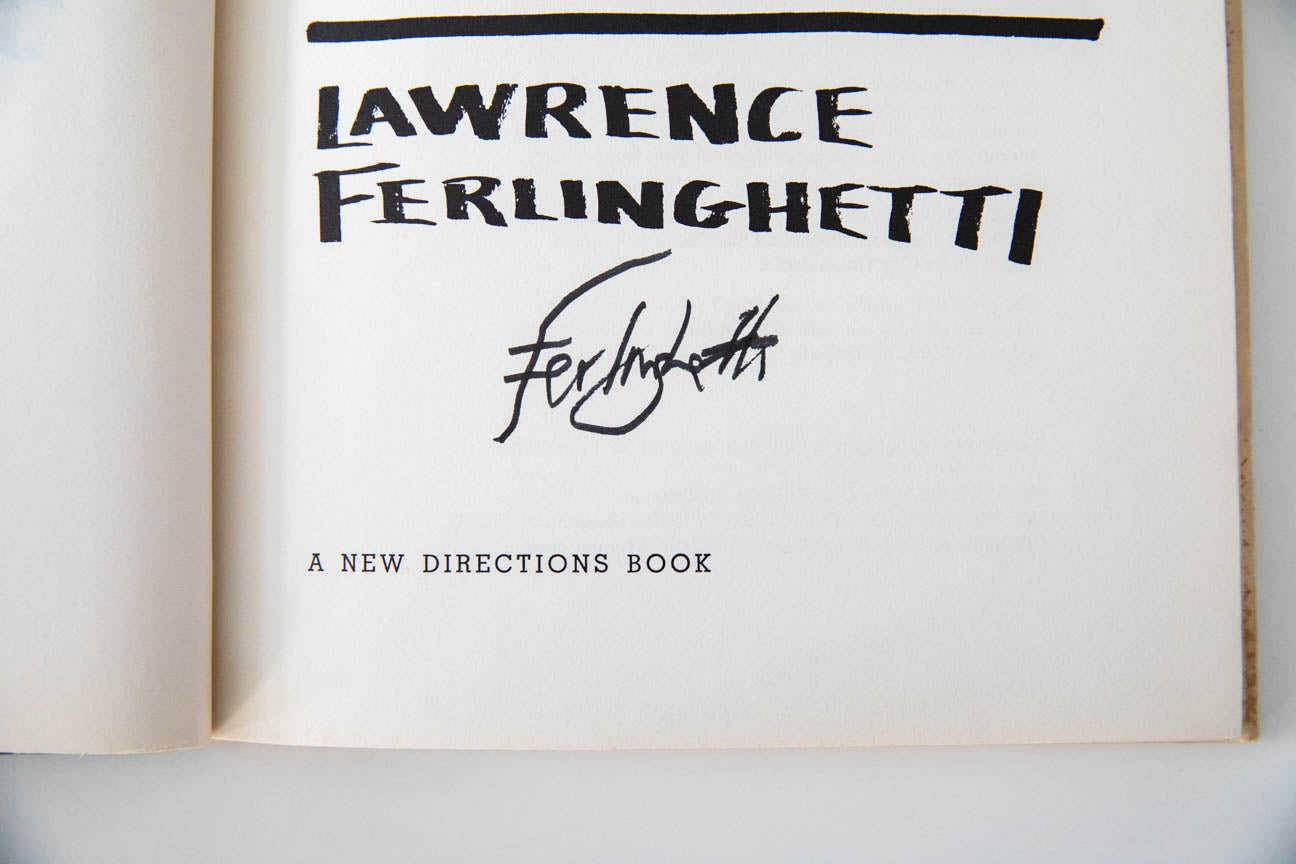 LAWRENCE
FERLINGHETTI
Ferlinghetti
A NEW DIRECTIONS BOOK